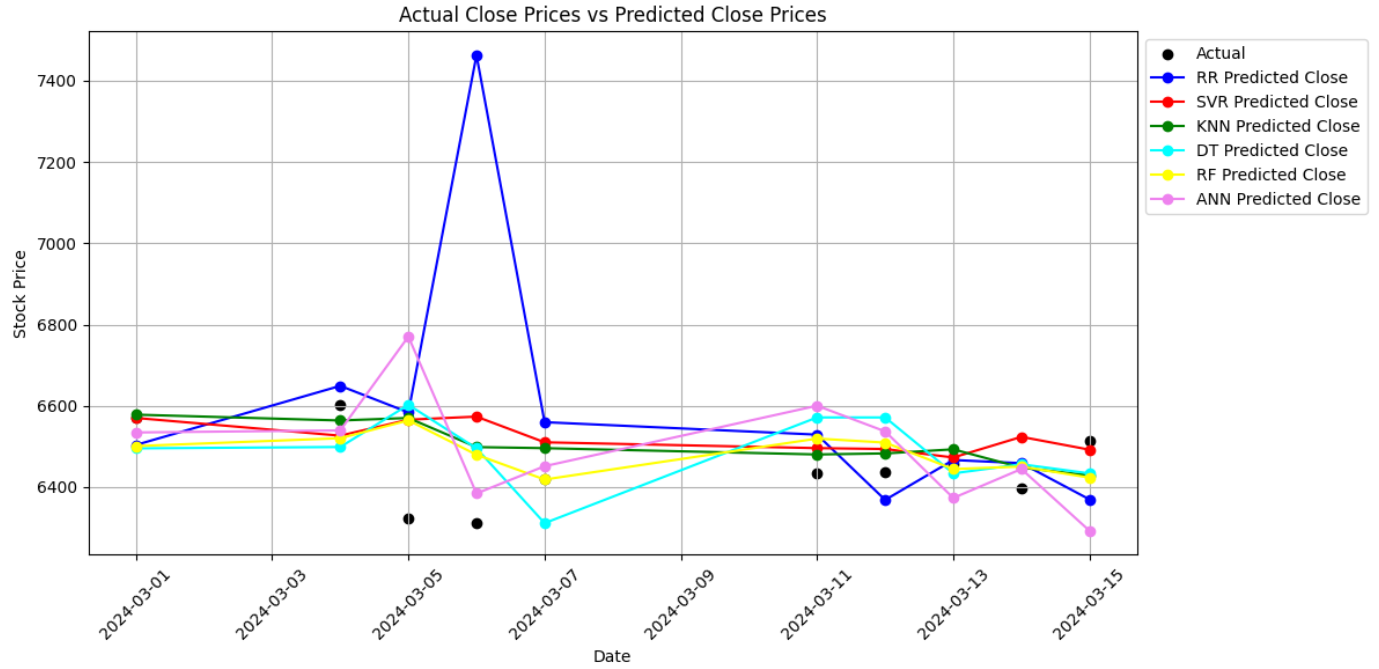 Actual Close Prices vs Predicted Close Prices
7400
7200
7000
6800
6600
6400
Stock Price
2024-03-01
2024-03-03
2024-03-05
2024-03-07
2024-03-09
2024-03-11
2024-03-13
2024-03-15
Date
Actual
RR Predicted Close
SVR Predicted Close
KNN Predicted Close
DT Predicted Close
RF Predicted Close
ANN Predicted Close